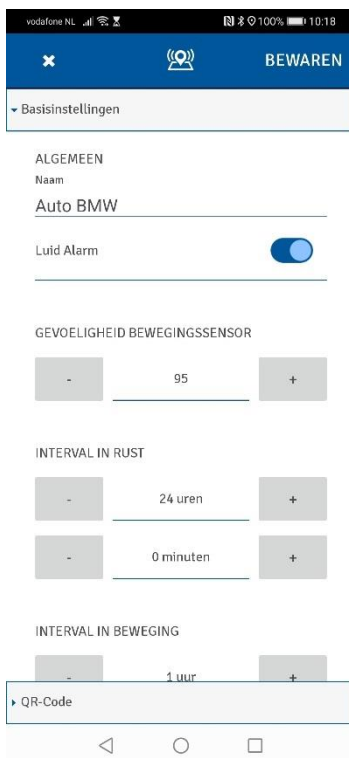 vodafone NL 100% 10:18
BEWAREN
Basisinstellingen
ALGEMEEN
Naam
Auto BMW
Luid Alarm
GEVOELIGHEID BEWEGINGSSENSOR
- 95 +
INTERVAL IN RUST
- 24 uren +
- 0 minuten +
INTERVAL IN BEWEGING
- 1 uur +
QR-Code